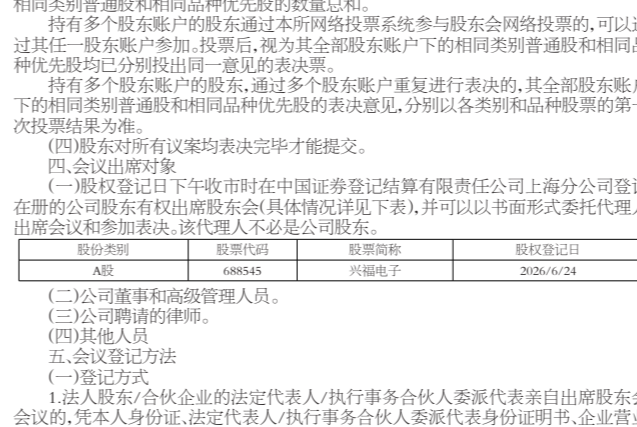 相同类别普通股和相同品种优先股的数量总和。
持有多个股东账户的股东通过本所网络投票系统参与股东会网络投票的,可以通
过其任一股东账户参加。投票后,视为其全部股东账户下的相同类别普通股和相同品
种优先股均已分别投出同一意见的表决票。
持有多个股东账户的股东,通过多个股东账户重复进行表决的,其全部股东账户
下的相同类别普通股和相同品种优先股的表决意见,分别以各类别和品种股票的第一
次投票结果为准。
(四)股东对所有议案均表决完毕才能提交。
四、会议出席对象
(一)股权登记日下午收市时在中国证券登记结算有限责任公司上海分公司登记
在册的公司股东有权出席股东会(具体情况详见下表),并可以以书面形式委托代理人
出席会议和参加表决。该代理人不必是公司股东。
股份类别 股票代码 股票简称 股权登记日
A股 688545 兴福电子 2026/6/24
(二)公司董事和高级管理人员。
(三)公司聘请的律师。
(四)其他人员
五、会议登记方法
(一)登记方式
1.法人股东/合伙企业的法定代表人/执行事务合伙人委派代表亲自出席股东会
会议的,凭本人身份证、法定代表人/执行事务合伙人委派代表身份证明书、企业营业